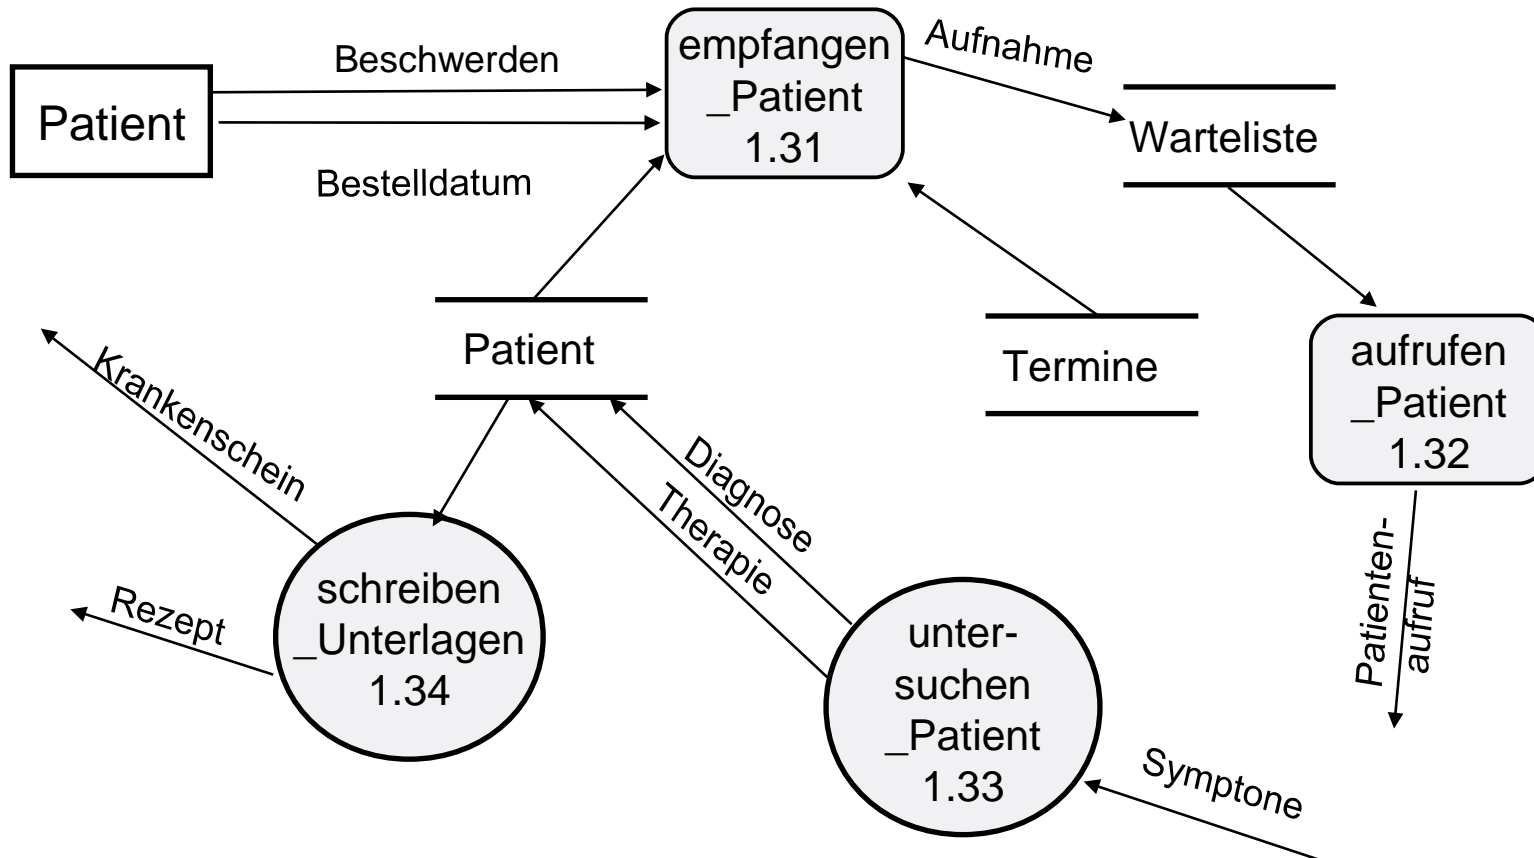 Beschwerden
Patient
Bestelldatum
empfangen
_Patient
1.31
Aufnahme
Warteliste
Patient
Termine
aufrufen
_Patient
1.32
Krankenschein
Diagnose
Therapie
Patienten-
aufruf
Rezept
schreiben
_Unterlagen
1.34
unter-
suchen
_Patient
1.33
Symptone